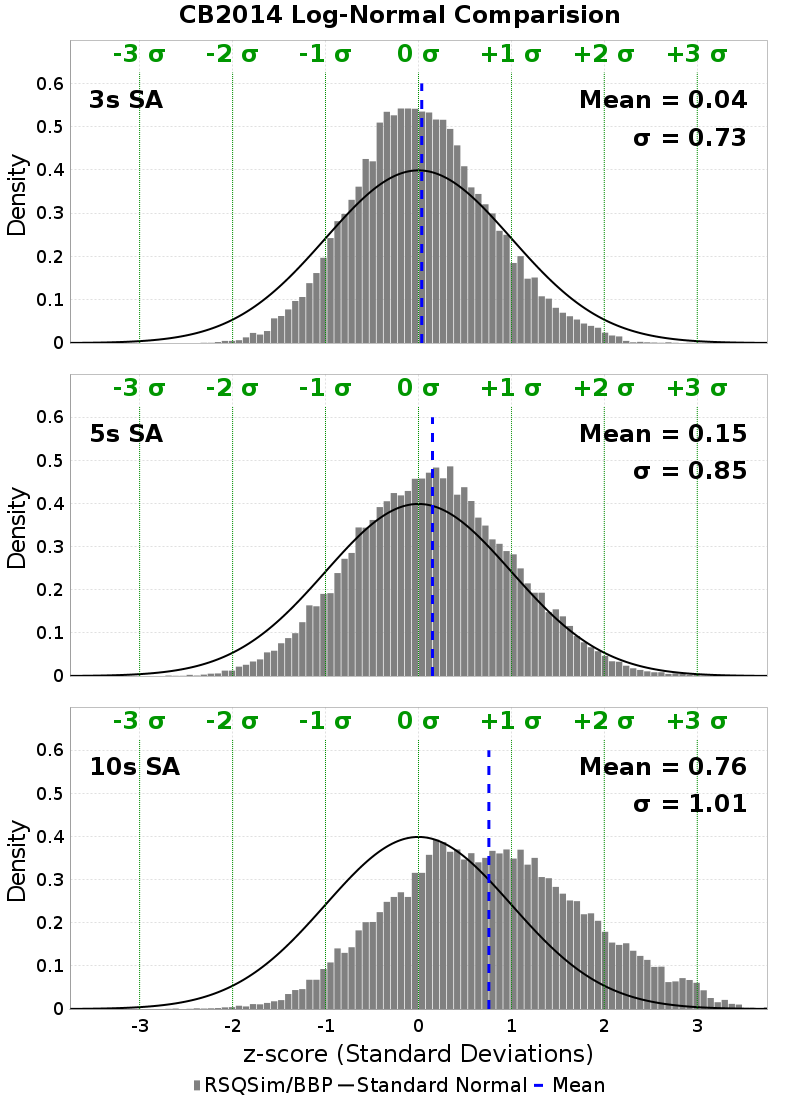 CB2014 Log-Normal Comparision
-3 σ -2 σ -1 σ 0 σ +1 σ +2 σ +3 σ
0.6
3s SA
Mean = 0.04
0.5
σ = 0.73
0.4
0.3
0.2
0.1
0
Density
-3 σ -2 σ -1 σ 0 σ +1 σ +2 σ +3 σ
0.6
5s SA
Mean = 0.15
0.5
σ = 0.85
0.4
0.3
0.2
0.1
0
Density
-3 σ -2 σ -1 σ 0 σ +1 σ +2 σ +3 σ
0.6
10s SA
Mean = 0.76
0.5
σ = 1.01
0.4
0.3
0.2
0.1
0
Density
-3 -2 -1 0 1 2 3
z-score (Standard Deviations)
RSQSim/BBP Standard Normal Mean